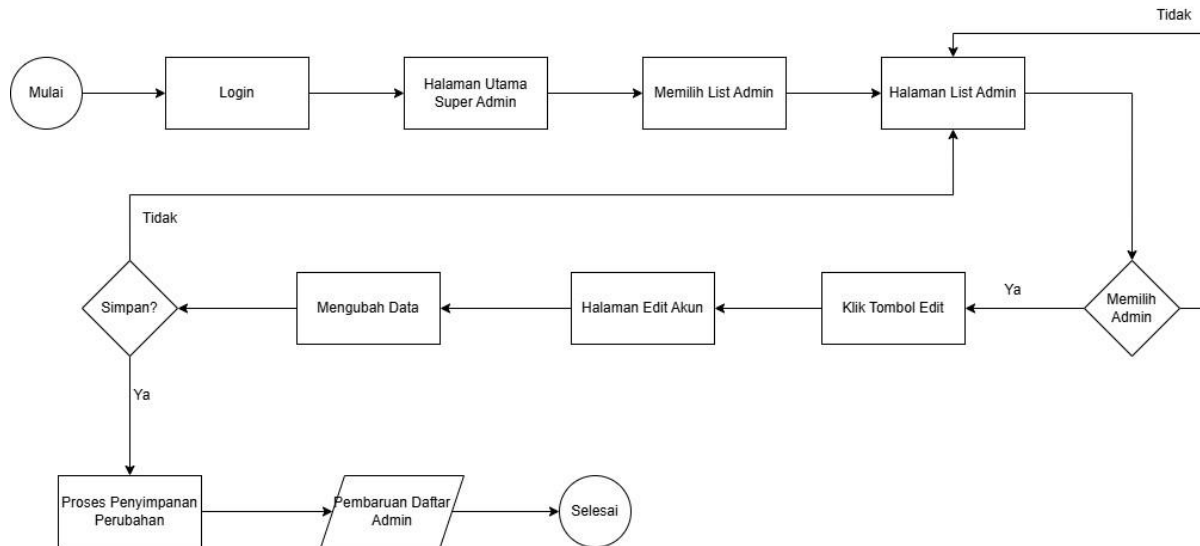 Tidak
Mulai
Login
Halaman Utama
Super Admin
Memilih List Admin
Halaman List Admin
Tidak
Simpan?
Mengubah Data
Halaman Edit Akun
Klik Tombol Edit
Ya
Memilih
Admin
Ya
Proses Penyimpanan
Perubahan
Pembaruan Daftar
Admin
Selesai